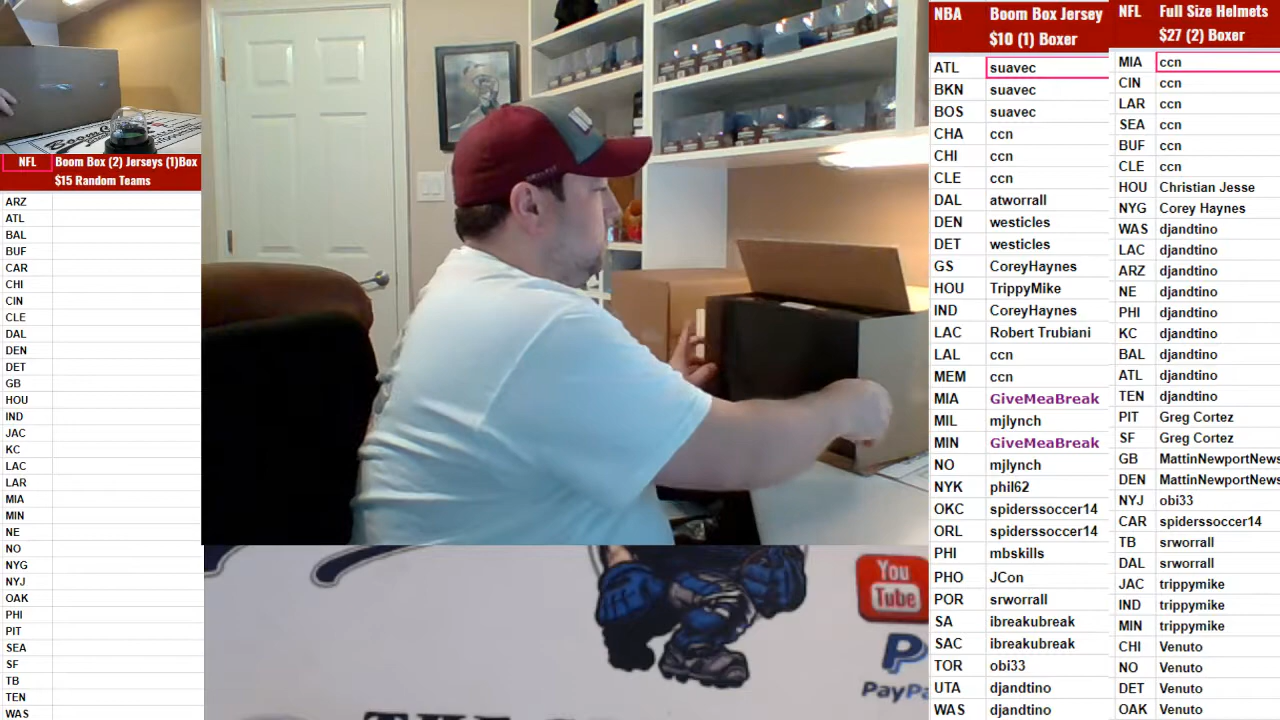 NFL Boom Box (2) Jerseys (1)Box
$15 Random Teams
ARZ
ATL
BAL
BUF
CAR
CHI
CIN
CLE
DAL
DEN
DET
GB
HOU
IND
JAC
KC
LAC
LAR
MIA
MIN
NE
NO
NYG
NYJ
OAK
PHI
PIT
SEA
SF
TB
TEN
WAS
You
Tube
PayPa
NBA Boom Box Jersey
$10 (1) Boxer
ATL suavec
BKN suavec
BOS suavec
CHA ccn
CHI ccn
CLE ccn
DAL atworrall
DEN westicles
DET westicles
GS CoreyHaynes
HOU TrippyMike
IND CoreyHaynes
LAC Robert Trubiani
LAL ccn
MEM ccn
MIA GiveMeaBreak
MIL mjlynch
MIN GiveMeaBreak
NO mjlynch
NYK phil62
OKC spiderssoccer14
ORL spiderssoccer14
PHI mbskills
PHO JCon
POR srworrall
SA ibreakubreak
SAC ibreakubreak
TOR obi33
UTA djandtino
WAS djandtino
NFL Full Size Helmets
$27 (2) Boxer
MIA ccn
CIN ccn
LAR ccn
SEA ccn
BUF ccn
CLE ccn
HOU Christian Jesse
NYG Corey Haynes
WAS djandtino
LAC djandtino
ARZ djandtino
NE djandtino
PHI djandtino
KC djandtino
BAL djandtino
ATL djandtino
TEN djandtino
PIT Greg Cortez
SF Greg Cortez
GB MattinNewportNews
DEN MattinNewportNews
NYJ obi33
CAR spiderssoccer14
TB srworrall
DAL srworrall
JAC trippymike
IND trippymike
MIN trippymike
CHI Venuto
NO Venuto
DET Venuto
OAK Venuto